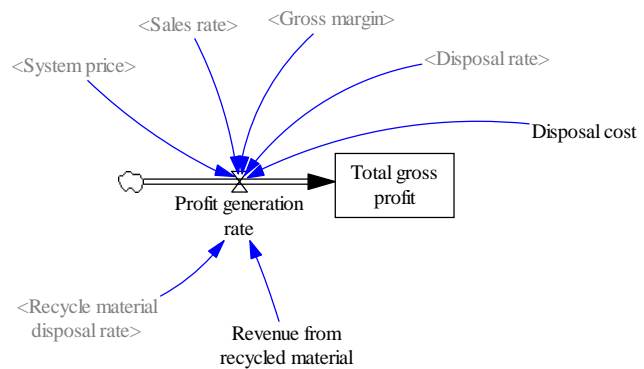 <Sales rate>
<Gross margin>
<System price>
<Disposal rate>
Disposal cost
Total gross
profit
Profit generation
rate
<Recycle material
disposal rate>
Revenue from
recycled material